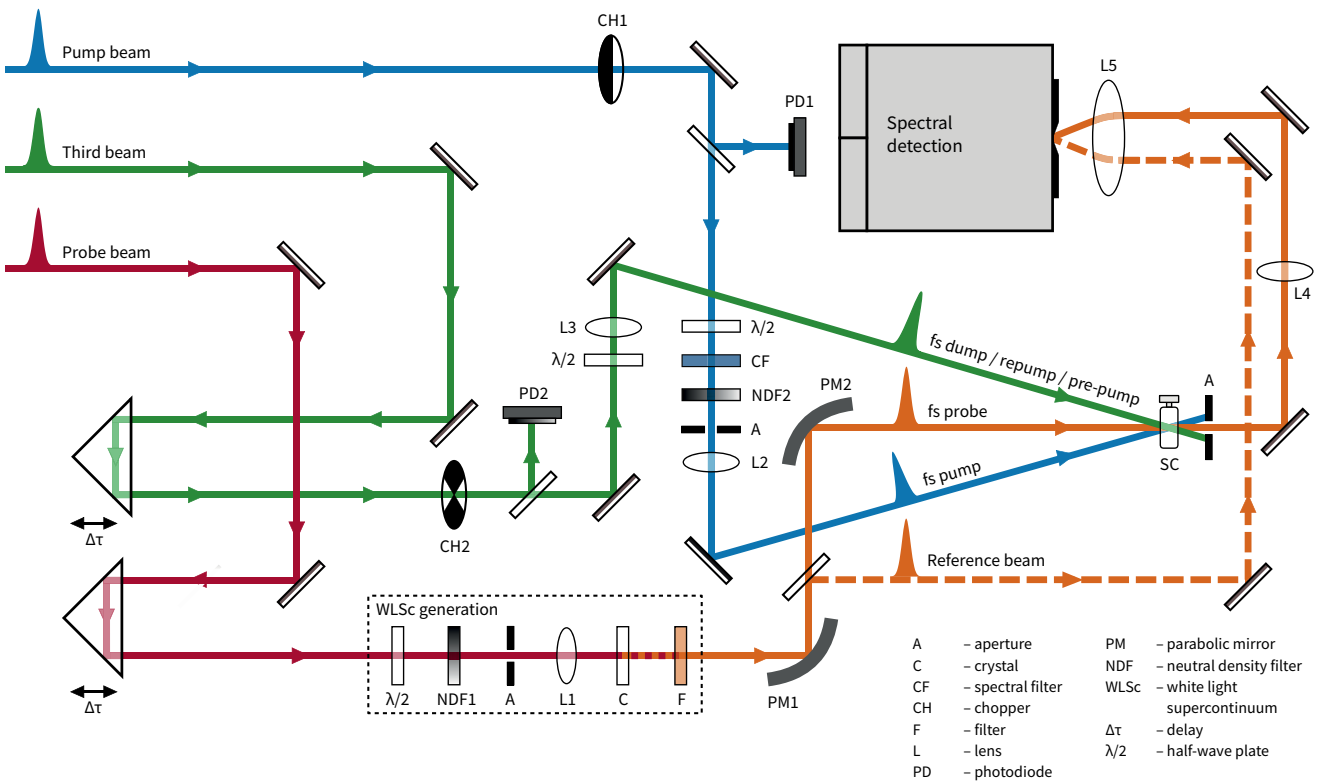 CH1
Pump beam
PD1
L5
Spectral
detection
Third beam
Probe beam
L4
L3
λ/2
λ/2
CF
NDF2
A
L2
PD2
PM2
fs dump / repump / pre-pump
A
fs probe
SC
fs pump
CH2
Δτ
Reference beam
WLSc generation
λ/2
NDF1
A
L1
C
F
PM1
Δτ
A – aperture
C – crystal
CF – spectral filter
CH – chopper
F – filter
L – lens
PD – photodiode
PM – parabolic mirror
NDF – neutral density filter
WLSc – white light
supercontinuum
Δτ – delay
λ/2 – half-wave plate